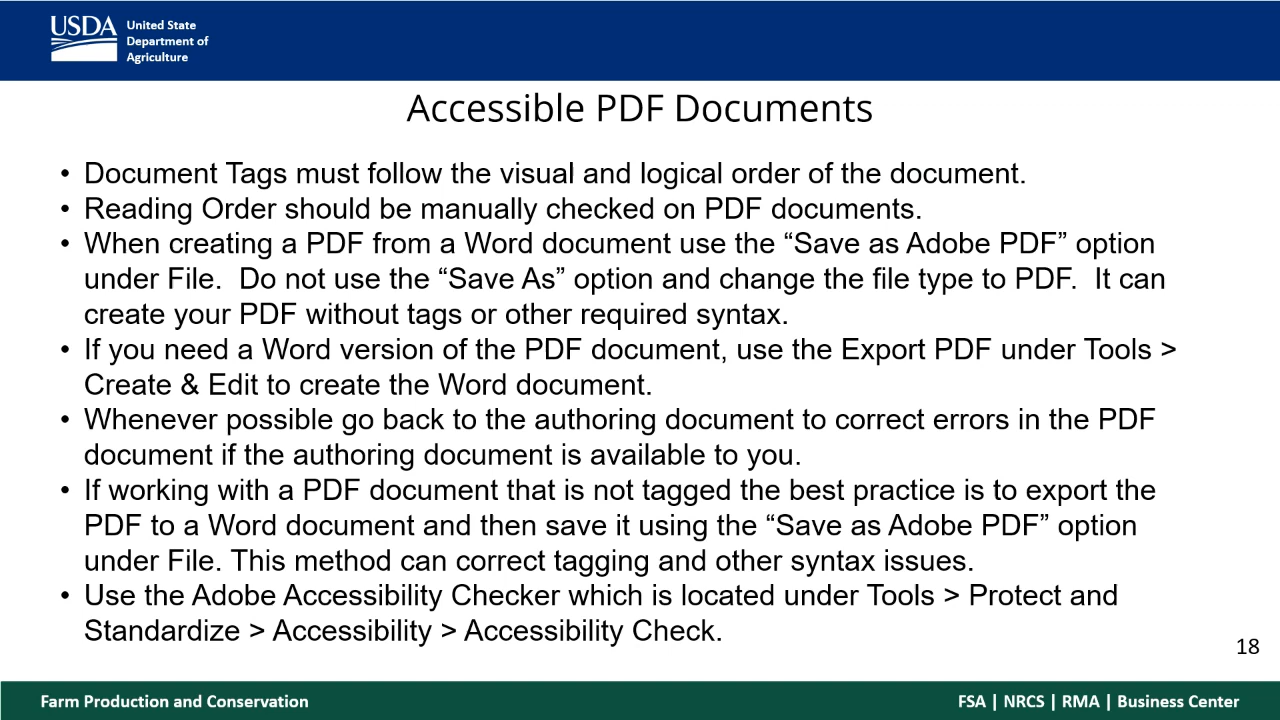 USDA
United State
Department of
Agriculture
Accessible PDF Documents
• Document Tags must follow the visual and logical order of the document.
• Reading Order should be manually checked on PDF documents.
• When creating a PDF from a Word document use the “Save as Adobe PDF” option
under File.  Do not use the “Save As” option and change the file type to PDF.  It can
create your PDF without tags or other required syntax.
• If you need a Word version of the PDF document, use the Export PDF under Tools >
Create & Edit to create the Word document.
• Whenever possible go back to the authoring document to correct errors in the PDF
document if the authoring document is available to you.
• If working with a PDF document that is not tagged the best practice is to export the
PDF to a Word document and then save it using the “Save as Adobe PDF” option
under File. This method can correct tagging and other syntax issues.
• Use the Adobe Accessibility Checker which is located under Tools > Protect and
Standardize > Accessibility > Accessibility Check.
18
Farm Production and Conservation
FSA | NRCS | RMA | Business Center